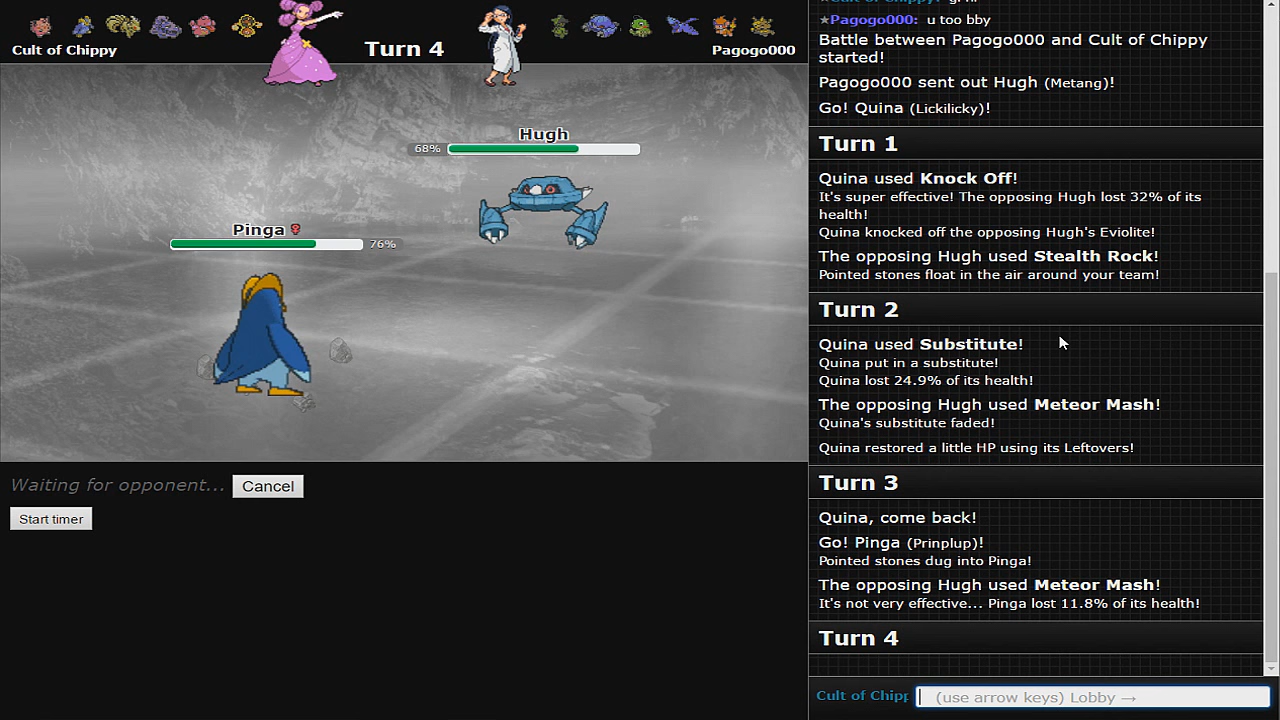 Cult of Chippy
Turn 4
Pagogo000
Hugh
68%
Pinga
76%
Waiting for opponent... Cancel
Start timer
☆Pagogo000: u too bby
Battle between Pagogo000 and Cult of Chippy
started!
Pagogo000 sent out Hugh (Metang)!
Go! Quina (Lickilicky)!
Turn 1
Quina used Knock Off!
It's super effective! The opposing Hugh lost 32% of its
health!
Quina knocked off the opposing Hugh's Eviolite!
The opposing Hugh used Stealth Rock!
Pointed stones float in the air around your team!
Turn 2
Quina used Substitute!
Quina put in a substitute!
Quina lost 24.9% of its health!
The opposing Hugh used Meteor Mash!
Quina's substitute faded!
Quina restored a little HP using its Leftovers!
Turn 3
Quina, come back!
Go! Pinga (Prinplup)!
Pointed stones dug into Pinga!
The opposing Hugh used Meteor Mash!
It's not very effective... Pinga lost 11.8% of its health!
Turn 4
Cult of Chipp (use arrow keys) Lobby →